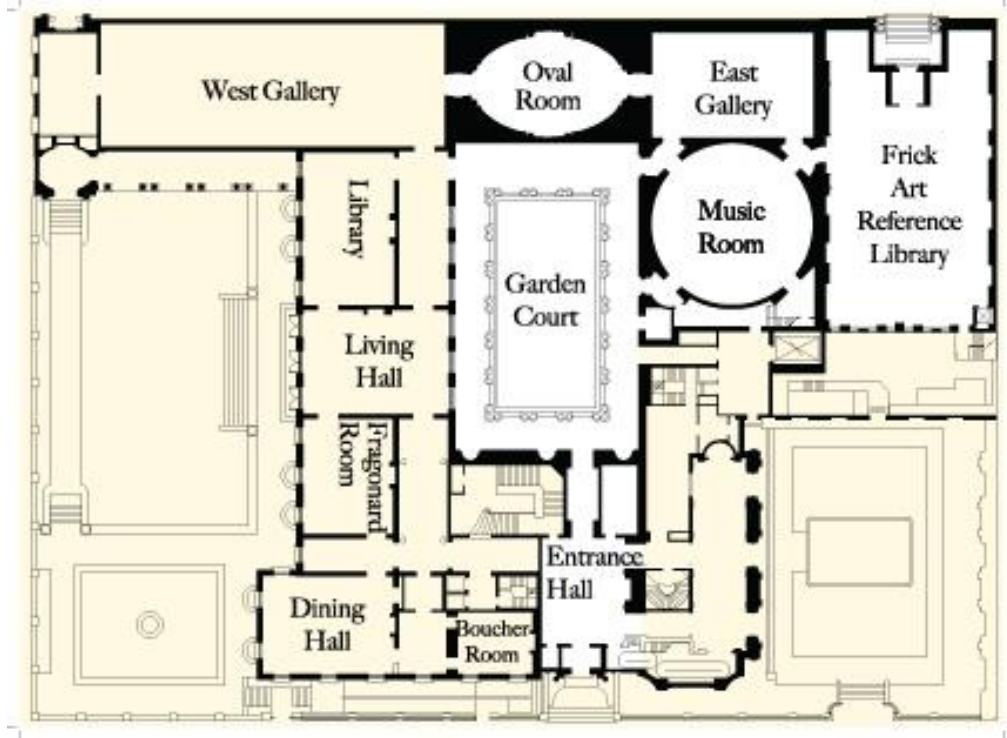 West Gallery
Oval
Room
East
Gallery
Frick
Art
Reference
Library
Library
Music
Room
Garden
Court
Living
Hall
Fragonard
Room
Entrance
Hall
Dining
Hall
Boucher
Room